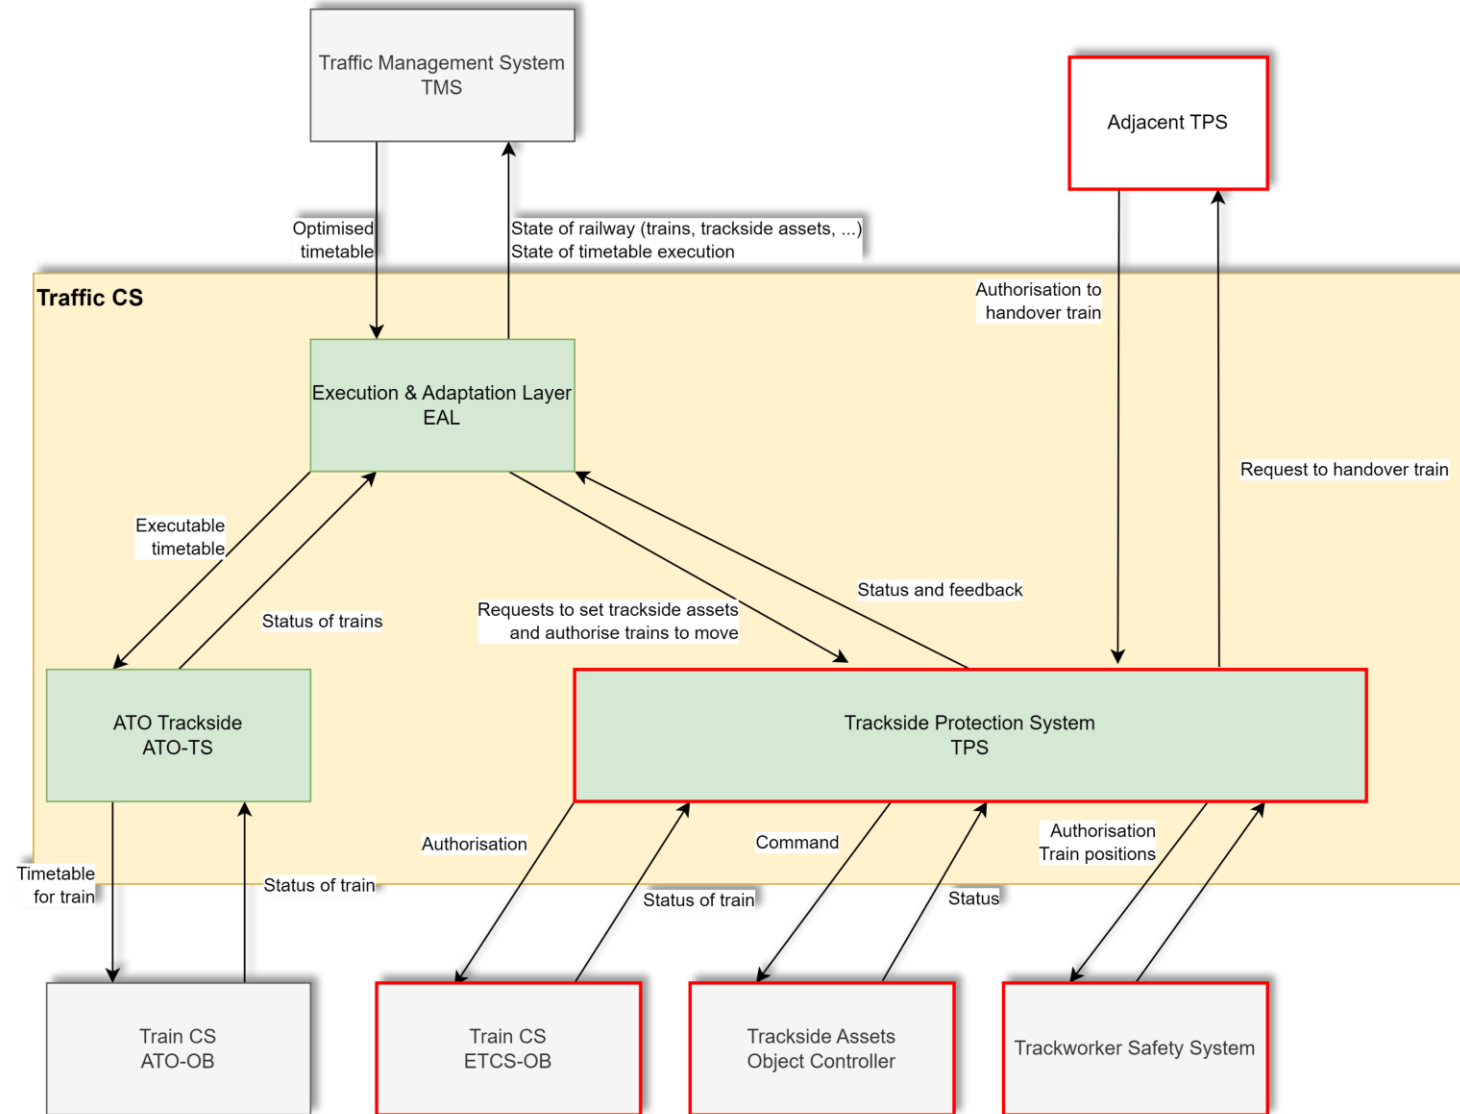 Traffic Management System
TMS
Adjacent TPS
Optimised
timetable
State of railway (trains, trackside assets, ...)
State of timetable execution
Traffic CS
Authorisation to
handover train
Execution & Adaptation Layer
EAL
Request to handover train
Executable
timetable
Status of trains
Requests to set trackside assets
and authorise trains to move
Status and feedback
ATO Trackside
ATO-TS
Trackside Protection System
TPS
Authorisation
Command
Authorisation
Train positions
Timetable
for train
Status of train
Status of train
Status
Train CS
ATO-OB
Train CS
ETCS-OB
Trackside Assets
Object Controller
Trackworker Safety System